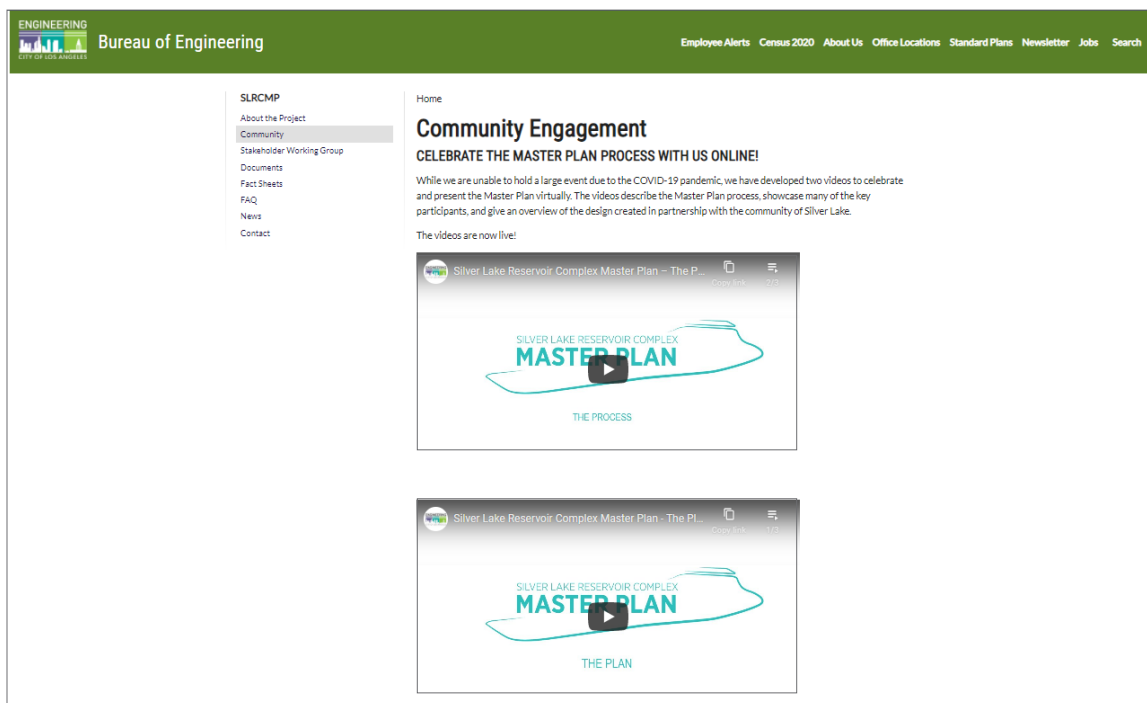 ENGINEERING
CITY OF LOS ANGELES
Bureau of Engineering
Employee Alerts Census 2020 About Us Office Locations Standard Plans Newsletter Jobs Search
SLRCMP
About the Project
Community
Stakeholder Working Group
Documents
Fact Sheets
FAQ
News
Contact
Home
Community Engagement
CELEBRATE THE MASTER PLAN PROCESS WITH US ONLINE!
While we are unable to hold a large event due to the COVID-19 pandemic, we have developed two videos to celebrate
and present the Master Plan virtually. The videos describe the Master Plan process, showcase many of the key
participants, and give an overview of the design created in partnership with the community of Silver Lake.
The videos are now live!
Silver Lake Reservoir Complex Master Plan – The P...
Copy link 2/3
SILVER LAKE RESERVOIR COMPLEX
MASTER PLAN
THE PROCESS
Silver Lake Reservoir Complex Master Plan - The Pl...
Copy link 1/3
SILVER LAKE RESERVOIR COMPLEX
MASTER PLAN
THE PLAN